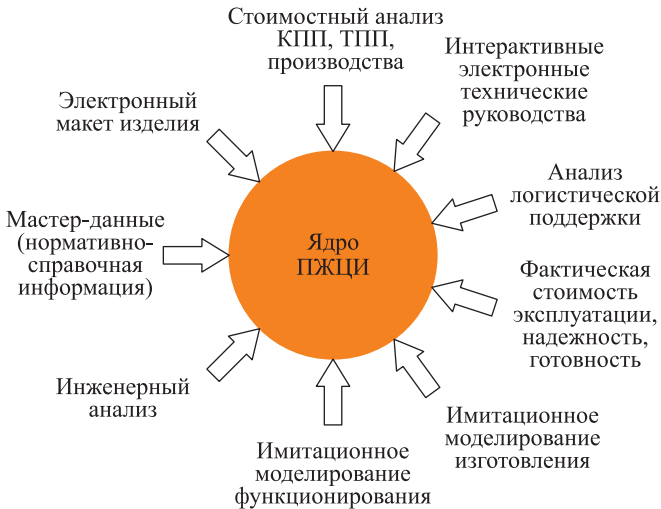 Стоимостный анализ
КПП, ТПП,
производства
Интерактивные
электронные
технические
руководства
Электронный
макет изделия
Анализ
логистической
поддержки
Мастер-данные
(нормативно-
справочная
информация)
Ядро
ПЖЦИ
Фактическая
стоимость
эксплуатации,
надежность,
готовность
Инженерный
анализ
Имитационное
моделирование
изготовления
Имитационное
моделирование
функционирования